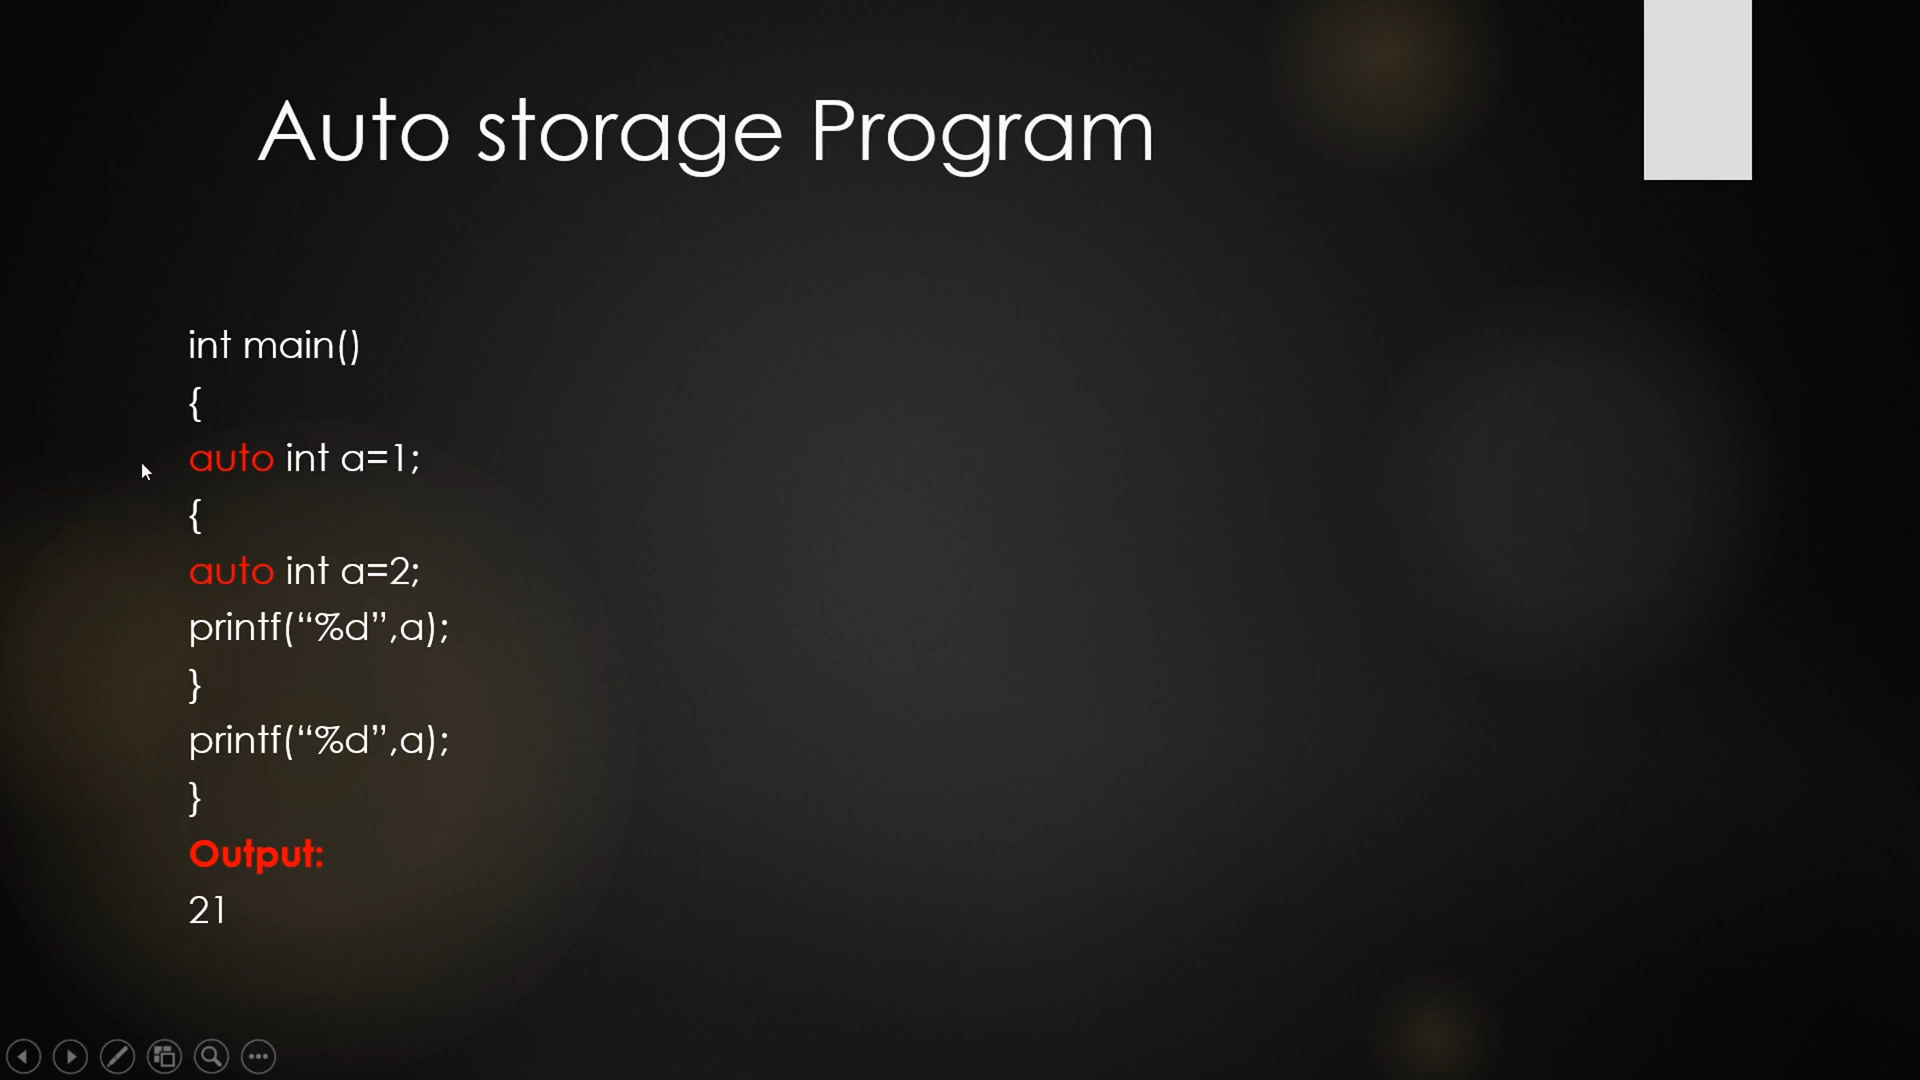 Auto storage Program
int main()
{
auto int a=1;
{
auto int a=2;
printf(“%d”,a);
}
printf(“%d”,a);
}
Output:
21